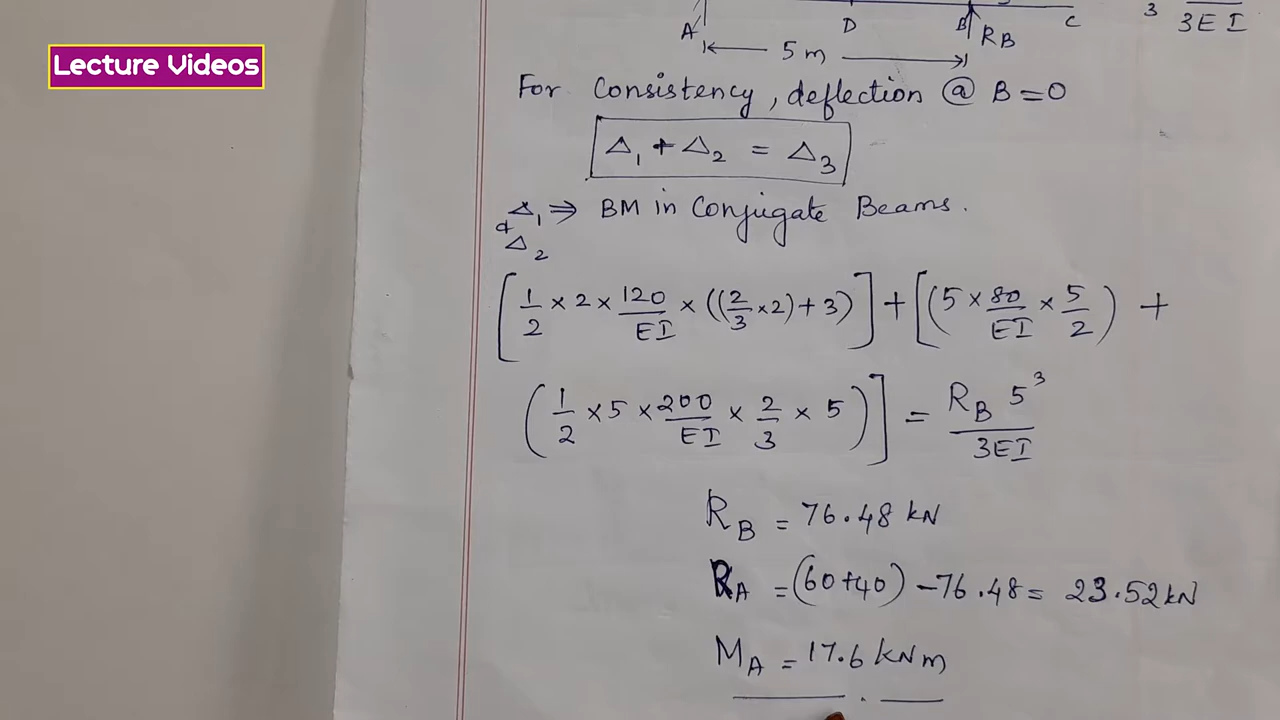 Lecture Videos
3 3EI
A D B RB C
5 m
For Consistency, deflection @ B = 0
Δ1 + Δ2 = Δ3
Δ1 & Δ2 ⇒ BM in Conjugate Beams.
[1/2 × 2 × 120/EI × ((2/3 × 2) + 3)] + [(5 × 80/EI × 5/2) +
(1/2 × 5 × 200/EI × 2/3 × 5)] = RB 5³/3EI
RB = 76.48 kN
RA = (60+40) - 76.48 = 23.52 kN
MA = 17.6 kNm